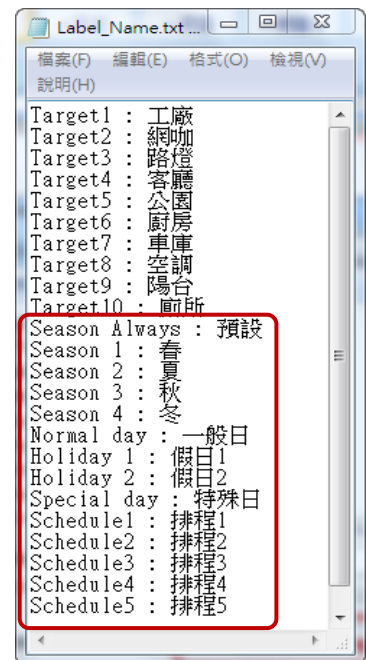 Label_Name.txt ...
檔案(F) 編輯(E) 格式(O) 檢視(V)
說明(H)
Target1 : 工廠
Target2 : 網咖
Target3 : 路燈
Target4 : 客廳
Target5 : 公園
Target6 : 廚房
Target7 : 車庫
Target8 : 空調
Target9 : 陽台
Target10 : 廁所
Season Always : 預設
Season 1 : 春
Season 2 : 夏
Season 3 : 秋
Season 4 : 冬
Normal day : 一般日
Holiday 1 : 假日1
Holiday 2 : 假日2
Special day : 特殊日
Schedule1 : 排程1
Schedule2 : 排程2
Schedule3 : 排程3
Schedule4 : 排程4
Schedule5 : 排程5